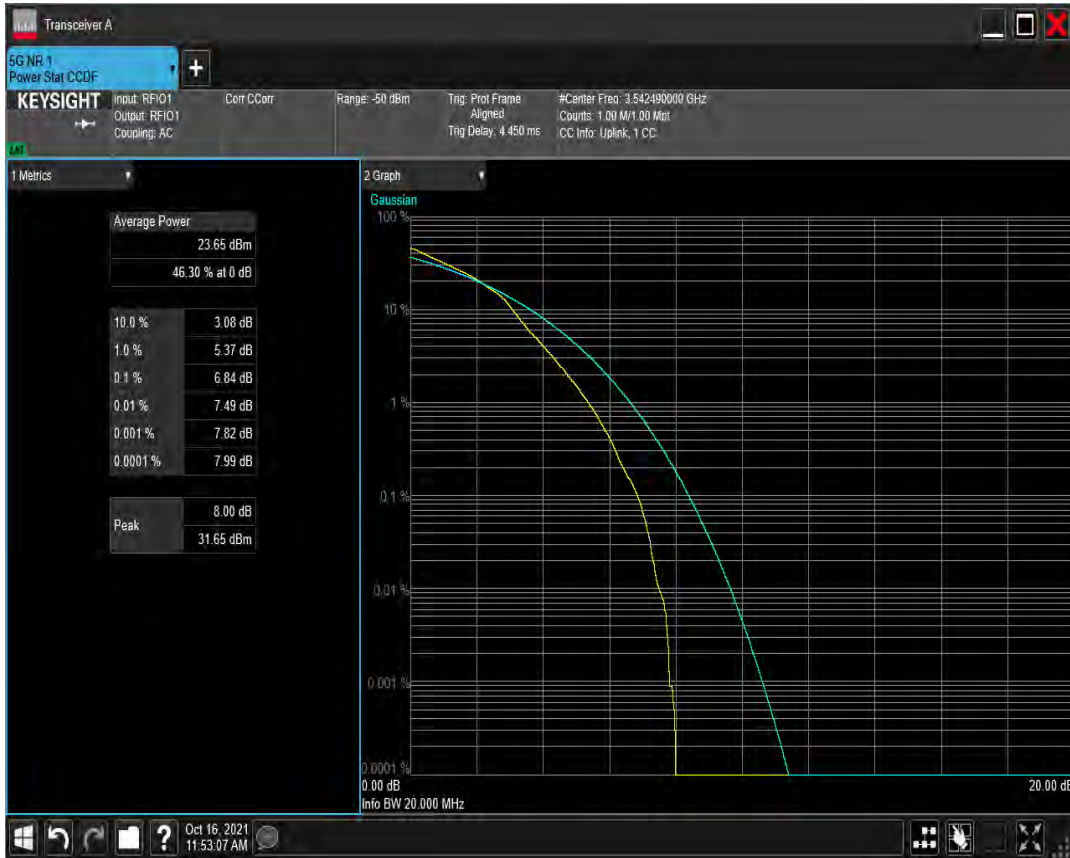 Transceiver A
5G NR 1
Power Stat CCDF
+
KEYSIGHT
Input: RFIO1
Output: RFIO1
Coupling: AC
Corr CCorr
Range: -50 dBm
Trig: Prot Frame
Aligned
Trig Delay: 4.450 ms
#Center Freq: 3.542490000 GHz
Counts: 1.00 M/1.00 Mpt
CC Info: Uplink, 1 CC
1 Metrics
Average Power
23.65 dBm
46.30 % at 0 dB
10.0 % 3.08 dB
1.0 % 5.37 dB
0.1 % 6.84 dB
0.01 % 7.49 dB
0.001 % 7.82 dB
0.0001 % 7.99 dB
Peak
8.00 dB
31.65 dBm
2 Graph
Gaussian
100 %
10 %
1 %
0.1 %
0.01 %
0.001 %
0.0001 %
0.00 dB 20.00 dB
Info BW 20.000 MHz
? Oct 16, 2021
11:53:07 AM